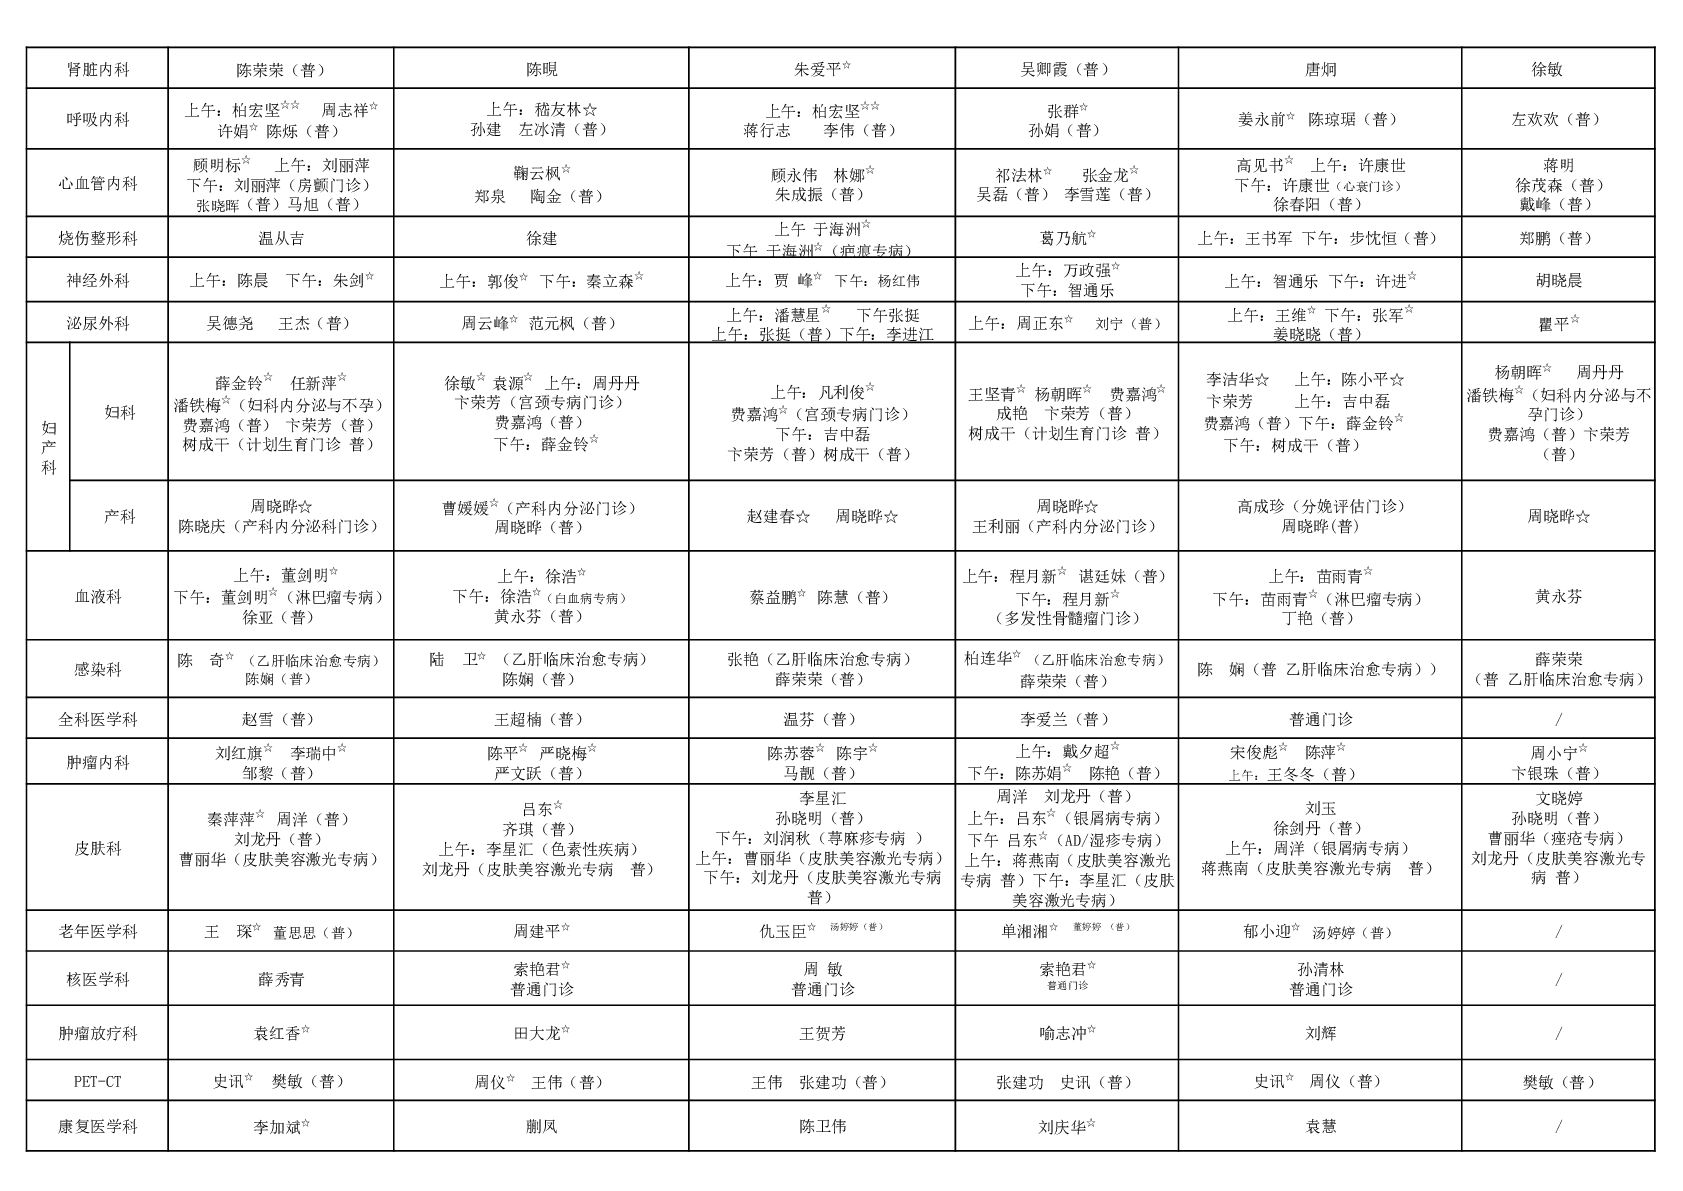 肾脏内科 陈荣荣（普） 陈晛 朱爱平☆ 吴卿霞（普） 唐炯 徐敏
呼吸内科
上午：柏宏坚☆☆ 周志祥☆
许娟☆ 陈烁（普）
上午：嵇友林☆
孙建 左冰清（普）
上午：柏宏坚☆☆
蒋行志 李伟（普）
张群☆
孙娟（普）
姜永前☆ 陈琼琚（普）
左欢欢（普）
心血管内科
顾明标☆ 上午：刘丽萍
下午：刘丽萍（房颤门诊）
张晓晖（普）马旭（普）
鞠云枫☆
郑泉 陶金（普）
顾永伟 林娜☆
朱成振（普）
祁法林☆ 张金龙☆
吴磊（普） 李雪莲（普）
高见书☆ 上午：许康世
下午：许康世（心衰门诊）
徐春阳（普）
蒋明
徐茂森（普）
戴峰（普）
烧伤整形科
温从吉
徐建
上午 于海洲☆
下午 于海洲☆（疤痕专病）
葛乃航☆
上午：王书军 下午：步忱恒（普）
郑鹏（普）
神经外科
上午：陈晨 下午：朱剑☆
上午：郭俊☆ 下午：秦立森☆
上午：贾 峰☆ 下午：杨红伟
上午：万政强☆
下午：智通乐
上午：智通乐 下午：许进☆
胡晓晨
泌尿外科
吴德尧 王杰（普）
周云峰☆ 范元枫（普）
上午：潘慧星☆ 下午张挺
上午：张挺（普）下午：李进江
上午：周正东☆ 刘宁（普）
上午：王维☆ 下午：张军☆
姜晓晓（普）
瞿平☆
妇产科
妇科
薛金铃☆ 任新萍☆
潘铁梅☆（妇科内分泌与不孕）
费嘉鸿（普） 卞荣芳（普）
树成干（计划生育门诊 普）
徐敏☆ 袁源☆ 上午：周丹丹
卞荣芳（宫颈专病门诊）
费嘉鸿（普）
下午：薛金铃☆
上午：凡利俊☆
费嘉鸿☆（宫颈专病门诊）
下午：吉中磊
卞荣芳（普）树成干（普）
王坚青☆ 杨朝晖☆ 费嘉鸿☆
成艳 卞荣芳（普）
树成干（计划生育门诊 普）
李洁华☆ 上午：陈小平☆
卞荣芳 上午：吉中磊
费嘉鸿（普）下午：薛金铃☆
下午：树成干（普）
杨朝晖☆ 周丹丹
潘铁梅☆（妇科内分泌与不
孕门诊）
费嘉鸿（普）卞荣芳
（普）
产科
周晓晔☆
陈晓庆（产科内分泌科门诊）
曹媛媛☆（产科内分泌门诊）
周晓晔（普）
赵建春☆ 周晓晔☆
周晓晔☆
王利丽（产科内分泌门诊）
高成珍（分娩评估门诊）
周晓晔(普)
周晓晔☆
血液科
上午：董剑明☆
下午：董剑明☆（淋巴瘤专病）
徐亚（普）
上午：徐浩☆
下午：徐浩☆（白血病专病）
黄永芬（普）
蔡益鹏☆ 陈慧（普）
上午：程月新☆ 谌廷妹（普）
下午：程月新☆
（多发性骨髓瘤门诊）
上午：苗雨青☆
下午：苗雨青☆（淋巴瘤专病）
丁艳（普）
黄永芬
感染科
陈 奇☆ （乙肝临床治愈专病）
陈娴（普）
陆 卫☆ （乙肝临床治愈专病）
陈娴（普）
张艳（乙肝临床治愈专病）
薛荣荣（普）
柏连华☆ （乙肝临床治愈专病）
薛荣荣（普）
陈 娴（普 乙肝临床治愈专病））
薛荣荣
（普 乙肝临床治愈专病）
全科医学科 赵雪（普） 王超楠（普） 温芬（普） 李爱兰（普） 普通门诊 /
肿瘤内科
刘红旗☆ 李瑞中☆
邹黎（普）
陈平☆ 严晓梅☆
严文跃（普）
陈苏蓉☆ 陈宇☆
马靓（普）
上午：戴夕超☆
下午：陈苏娟☆ 陈艳（普）
宋俊彪☆ 陈萍☆
上午：王冬冬（普）
周小宁☆
卞银珠（普）
皮肤科
秦萍萍☆ 周洋（普）
刘龙丹（普）
曹丽华（皮肤美容激光专病）
吕东☆
齐琪（普）
上午：李星汇（色素性疾病）
刘龙丹（皮肤美容激光专病 普）
李星汇
孙晓明（普）
下午：刘润秋（荨麻疹专病 ）
上午：曹丽华（皮肤美容激光专病）
下午：刘龙丹（皮肤美容激光专病
普）
周洋 刘龙丹（普）
上午：吕东☆（银屑病专病）
下午 吕东☆（AD/湿疹专病）
上午：蒋燕南（皮肤美容激光
专病 普）下午：李星汇（皮肤
美容激光专病）
刘玉
徐剑丹（普）
上午：周洋（银屑病专病）
蒋燕南（皮肤美容激光专病 普）
文晓婷
孙晓明（普）
曹丽华（痤疮专病）
刘龙丹（皮肤美容激光专
病 普）
老年医学科 王 琛☆ 董思思（普） 周建平☆ 仇玉臣☆ 汤婷婷（普） 单湘湘☆ 董婷婷 （普） 郁小迎☆ 汤婷婷（普） /
核医学科
薛秀青
索艳君☆
普通门诊
周 敏
普通门诊
索艳君☆
普通门诊
孙清林
普通门诊
/
肿瘤放疗科 袁红香☆ 田大龙☆ 王贺芳 喻志冲☆ 刘辉 /
PET-CT 史讯☆ 樊敏（普） 周仪☆ 王伟（普） 王伟 张建功（普） 张建功 史讯（普） 史讯☆ 周仪（普） 樊敏（普）
康复医学科 李加斌☆ 蒯凤 陈卫伟 刘庆华☆ 袁慧 /